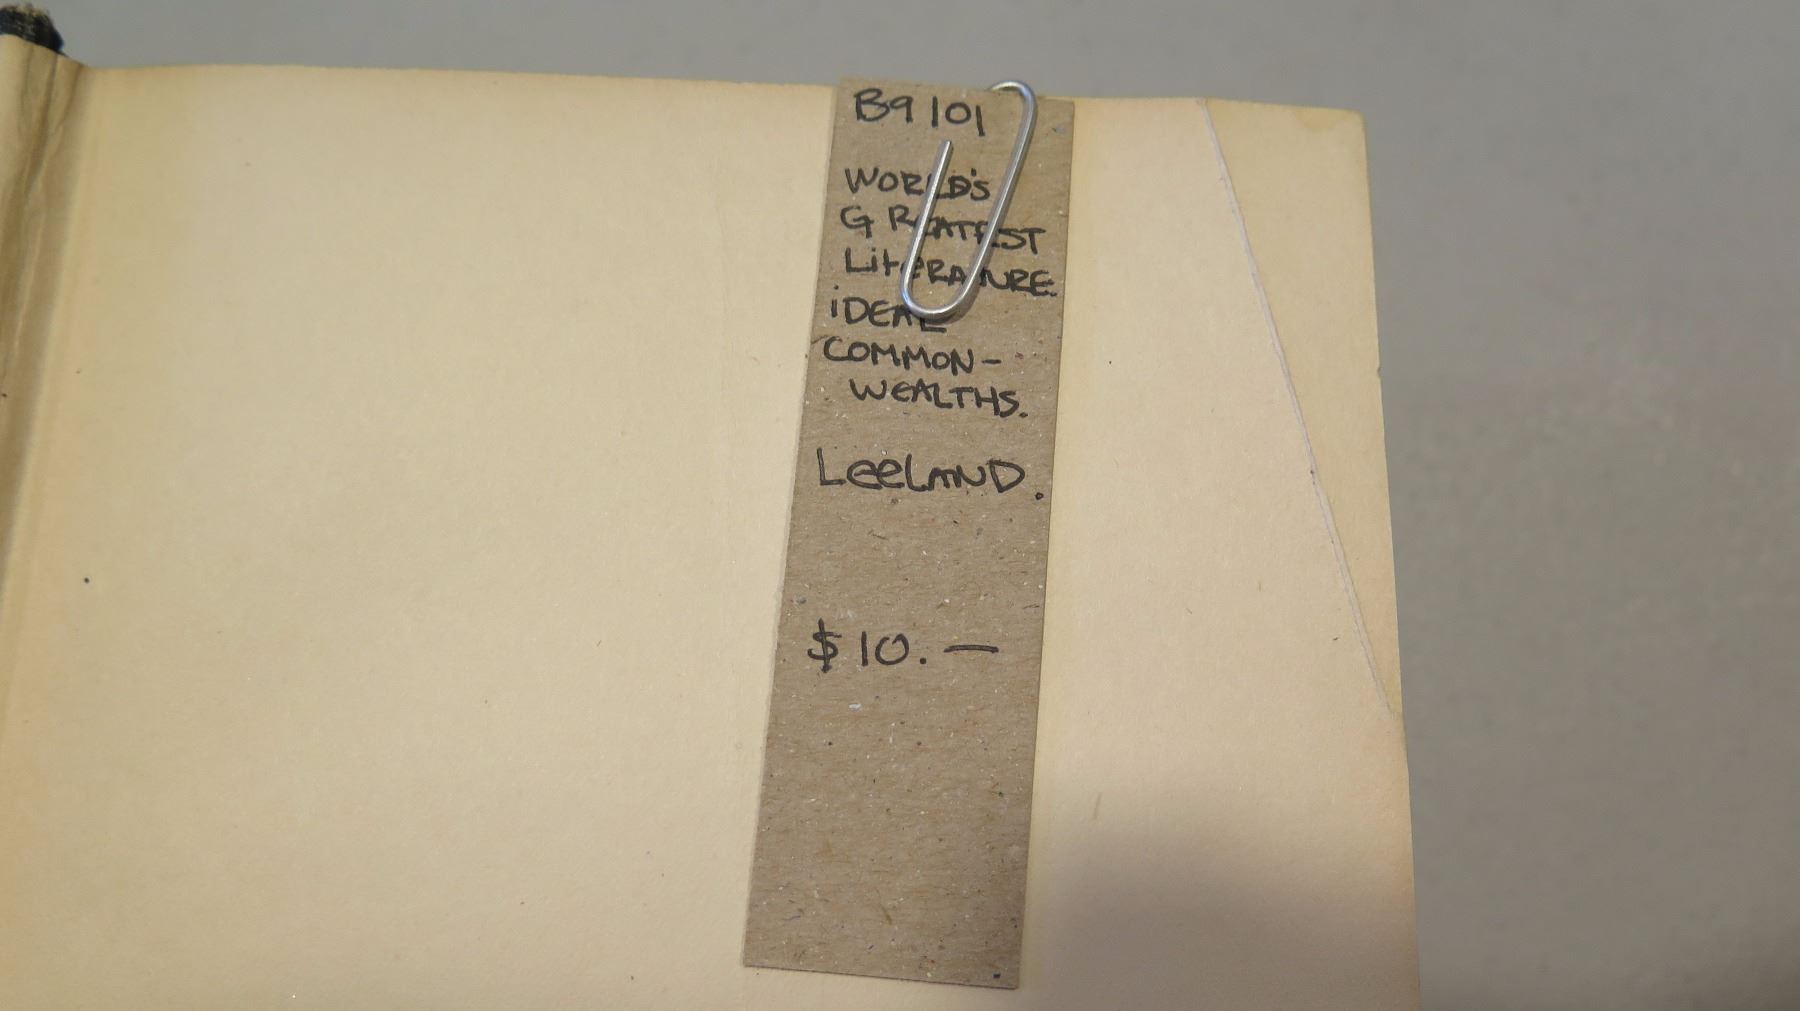 B9101
WORLD'S
GREATEST
LiteRATURE.
iDEAL
COMMON-
WEALTHS.
LeeLAND.
$10.—